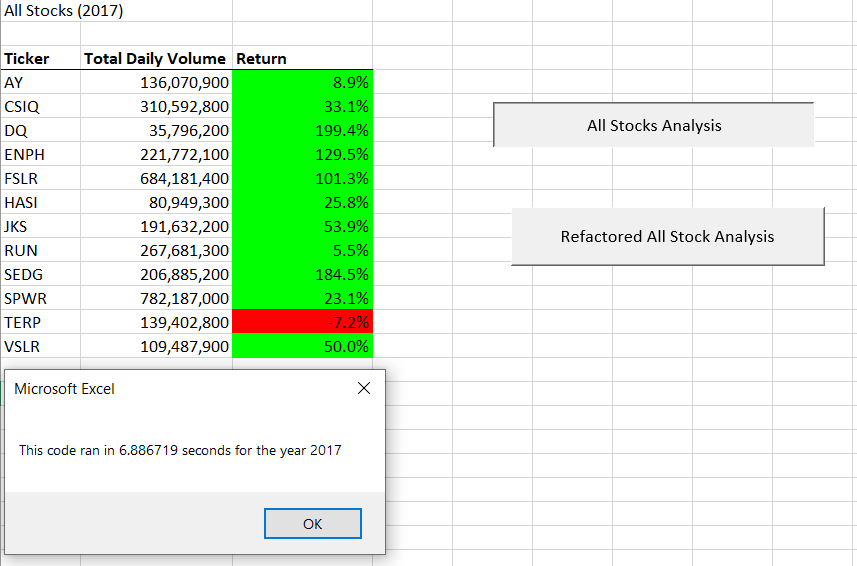 All Stocks (2017)
Ticker Total Daily Volume Return
AY 136,070,900 8.9%
CSIQ 310,592,800 33.1%
DQ 35,796,200 199.4%
ENPH 221,772,100 129.5%
FSLR 684,181,400 101.3%
HASI 80,949,300 25.8%
JKS 191,632,200 53.9%
RUN 267,681,300 5.5%
SEDG 206,885,200 184.5%
SPWR 782,187,000 23.1%
TERP 139,402,800 -7.2%
VSLR 109,487,900 50.0%
All Stocks Analysis
Refactored All Stock Analysis
Microsoft Excel
This code ran in 6.886719 seconds for the year 2017
OK